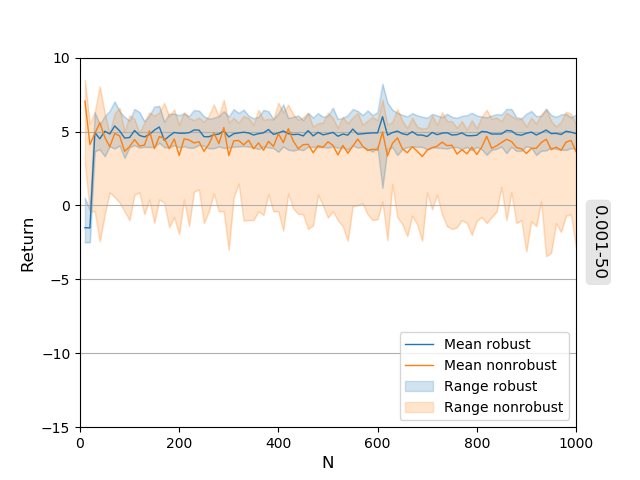 10
5
0
−5
−10
−15
Return
0
200
400
600
800
1000
N
Mean robust
Mean nonrobust
Range robust
Range nonrobust
0.001-50